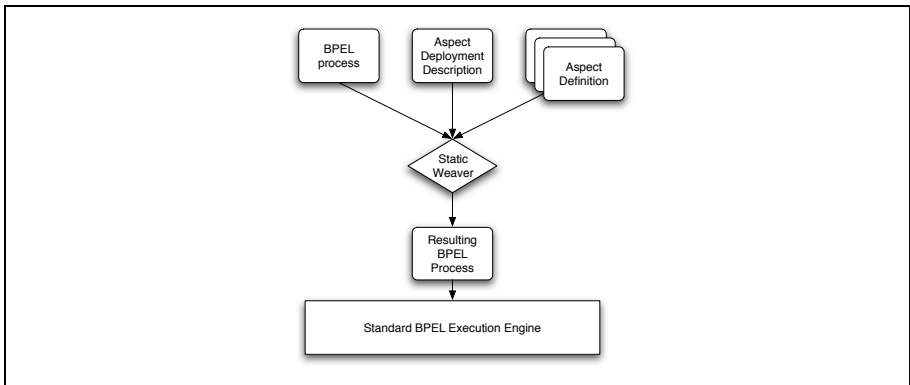 BPEL
process
Aspect
Deployment
Description
Aspect
Definition
Static
Weaver
Resulting
BPEL
Process
Standard BPEL Execution Engine